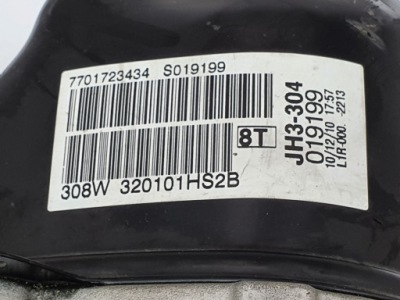 7701723434 S019199
8T
308W 320101HS2B
JH3-304
019199
10/12/10 17:57
L1R-000. -2213